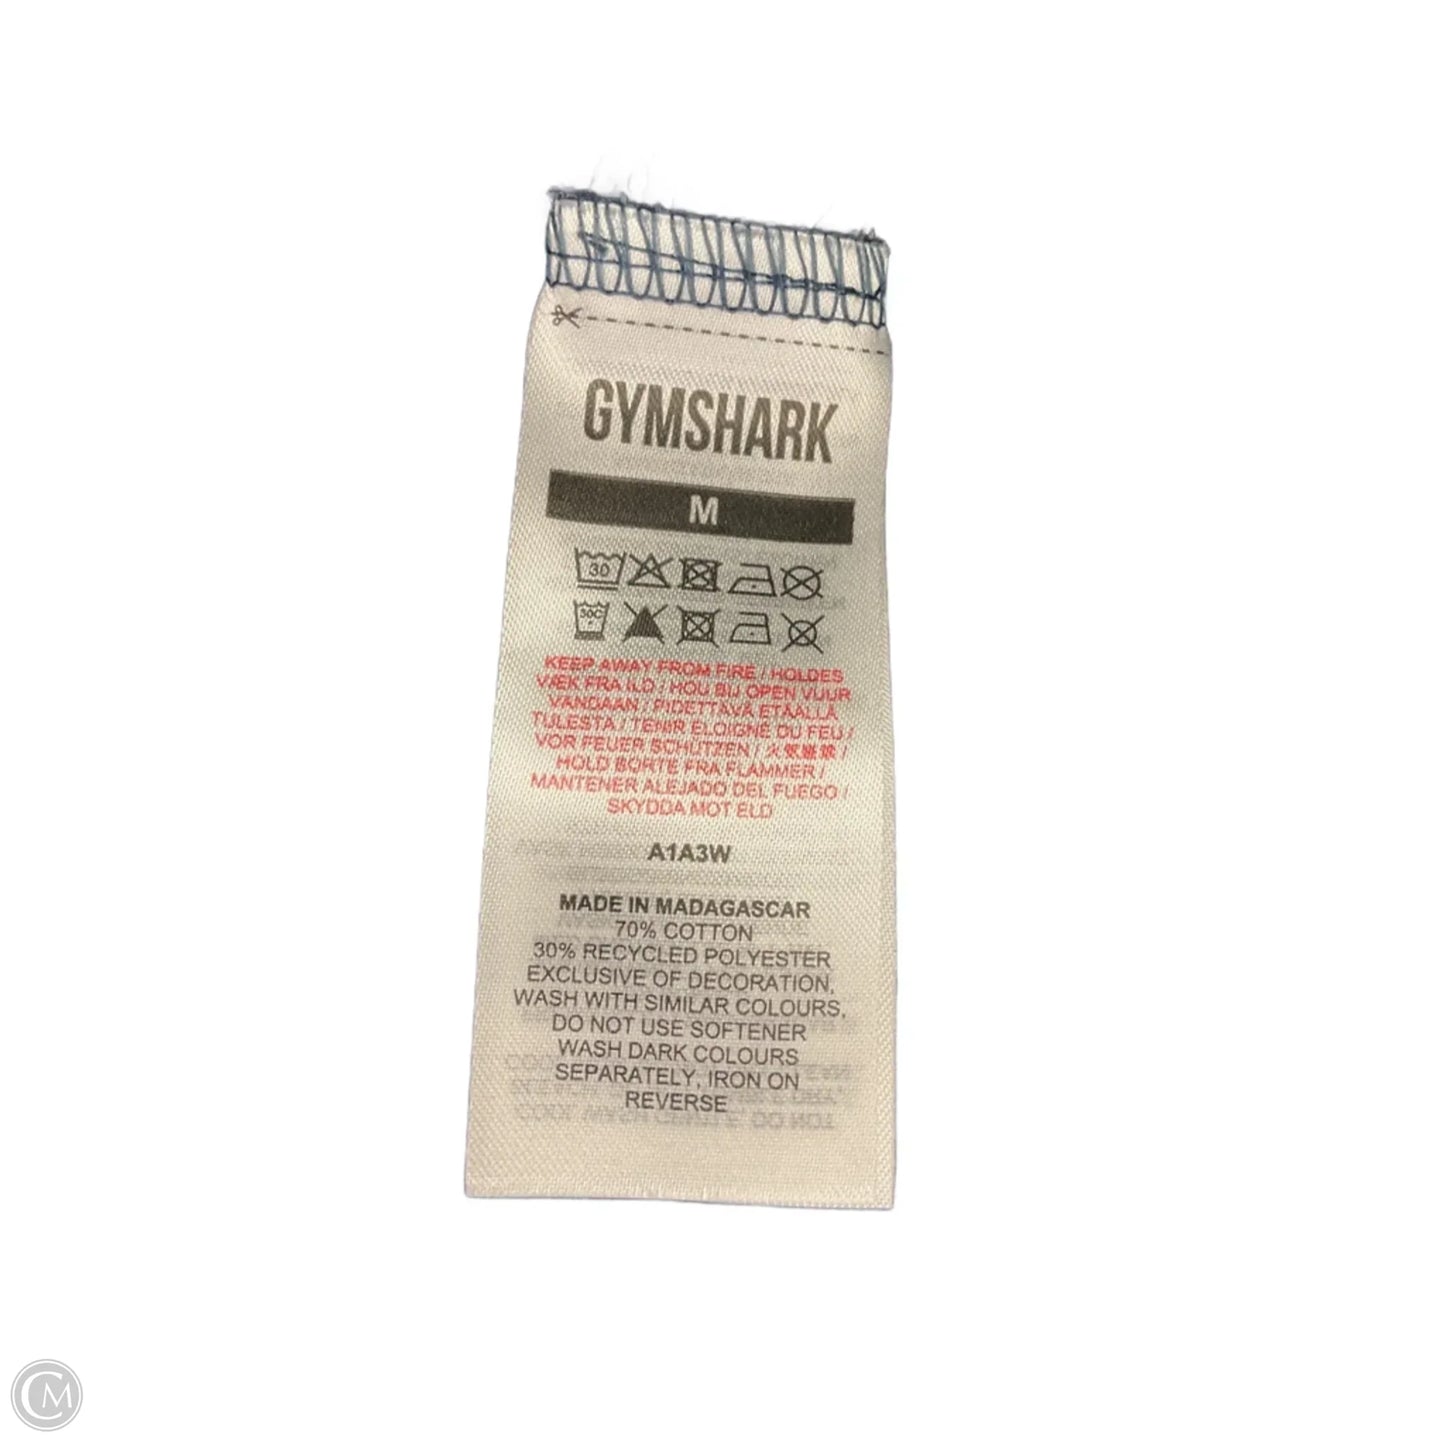 GYMSHARK
M
30
30C
KEEP AWAY FROM FIRE / HOLDES
VÆK FRA ILD / HOU BIJ OPEN VUUR
VANDAAN / PIDETTÄVÄ ETÄÄLLÄ
TULESTA / TENIR ÉLOIGNÉ DU FEU /
VOR FEUER SCHÜTZEN / 火気厳禁 /
HOLD BORTE FRA FLAMMER /
MANTENER ALEJADO DEL FUEGO /
SKYDDA MOT ELD
A1A3W
MADE IN MADAGASCAR
70% COTTON
30% RECYCLED POLYESTER
EXCLUSIVE OF DECORATION,
WASH WITH SIMILAR COLOURS,
DO NOT USE SOFTENER
WASH DARK COLOURS
SEPARATELY, IRON ON
REVERSE
CM